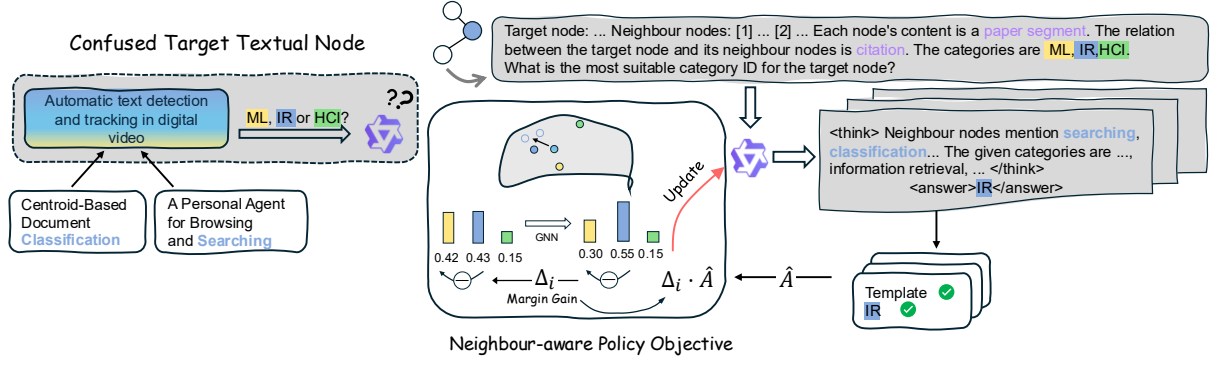 Confused Target Textual Node
Automatic text detection
and tracking in digital
video
ML, IR or HCI?
??
Centroid-Based
Document
Classification
A Personal Agent
for Browsing
and Searching
Target node: ... Neighbour nodes: [1] ... [2] ... Each node's content is a paper segment. The relation
between the target node and its neighbour nodes is citation. The categories are ML, IR,HCI.
What is the most suitable category ID for the target node?
<think> Neighbour nodes mention searching,
classification... The given categories are ...,
information retrieval, ... </think>
<answer>IR</answer>
Update
GNN
0.42 0.43 0.15
0.30 0.55 0.15
Δi
Margin Gain
Δi · Â
Â
Template
IR
Neighbour-aware Policy Objective